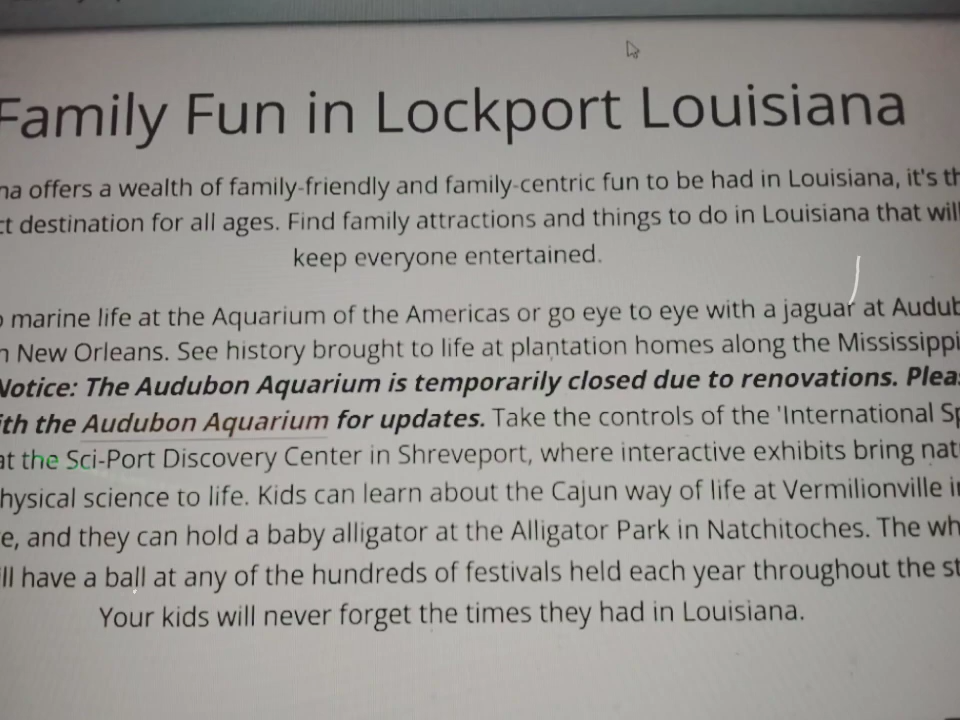 Family Fun in Lockport Louisiana
na offers a wealth of family-friendly and family-centric fun to be had in Louisiana, it's th
ct destination for all ages. Find family attractions and things to do in Louisiana that will
keep everyone entertained.
o marine life at the Aquarium of the Americas or go eye to eye with a jaguar at Audub
n New Orleans. See history brought to life at plantation homes along the Mississippi
Notice: The Audubon Aquarium is temporarily closed due to renovations. Pleas
ith the Audubon Aquarium for updates. Take the controls of the 'International Sp
at the Sci-Port Discovery Center in Shreveport, where interactive exhibits bring nat
hysical science to life. Kids can learn about the Cajun way of life at Vermilionville in
e, and they can hold a baby alligator at the Alligator Park in Natchitoches. The wh
ill have a ball at any of the hundreds of festivals held each year throughout the st
Your kids will never forget the times they had in Louisiana.